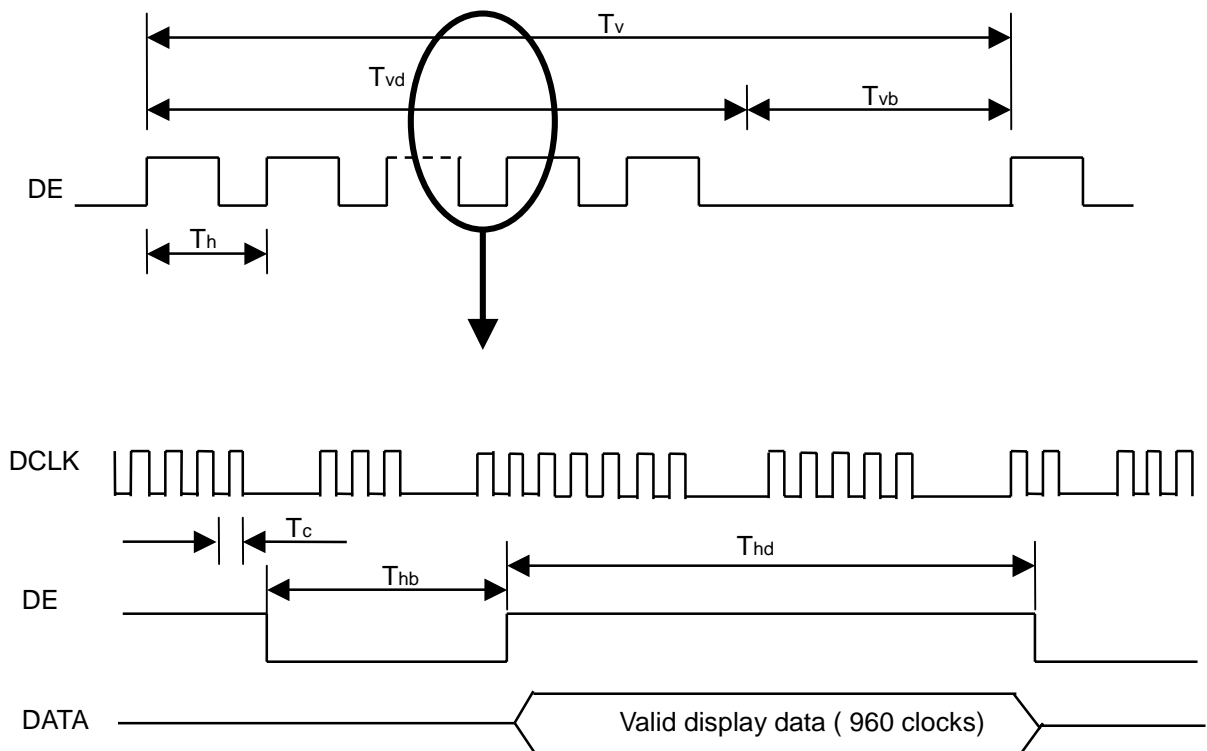 Tv
Tvd
Tvb
DE
Th
DCLK
Tc
Thd
Thb
DE
DATA
Valid display data ( 960 clocks)